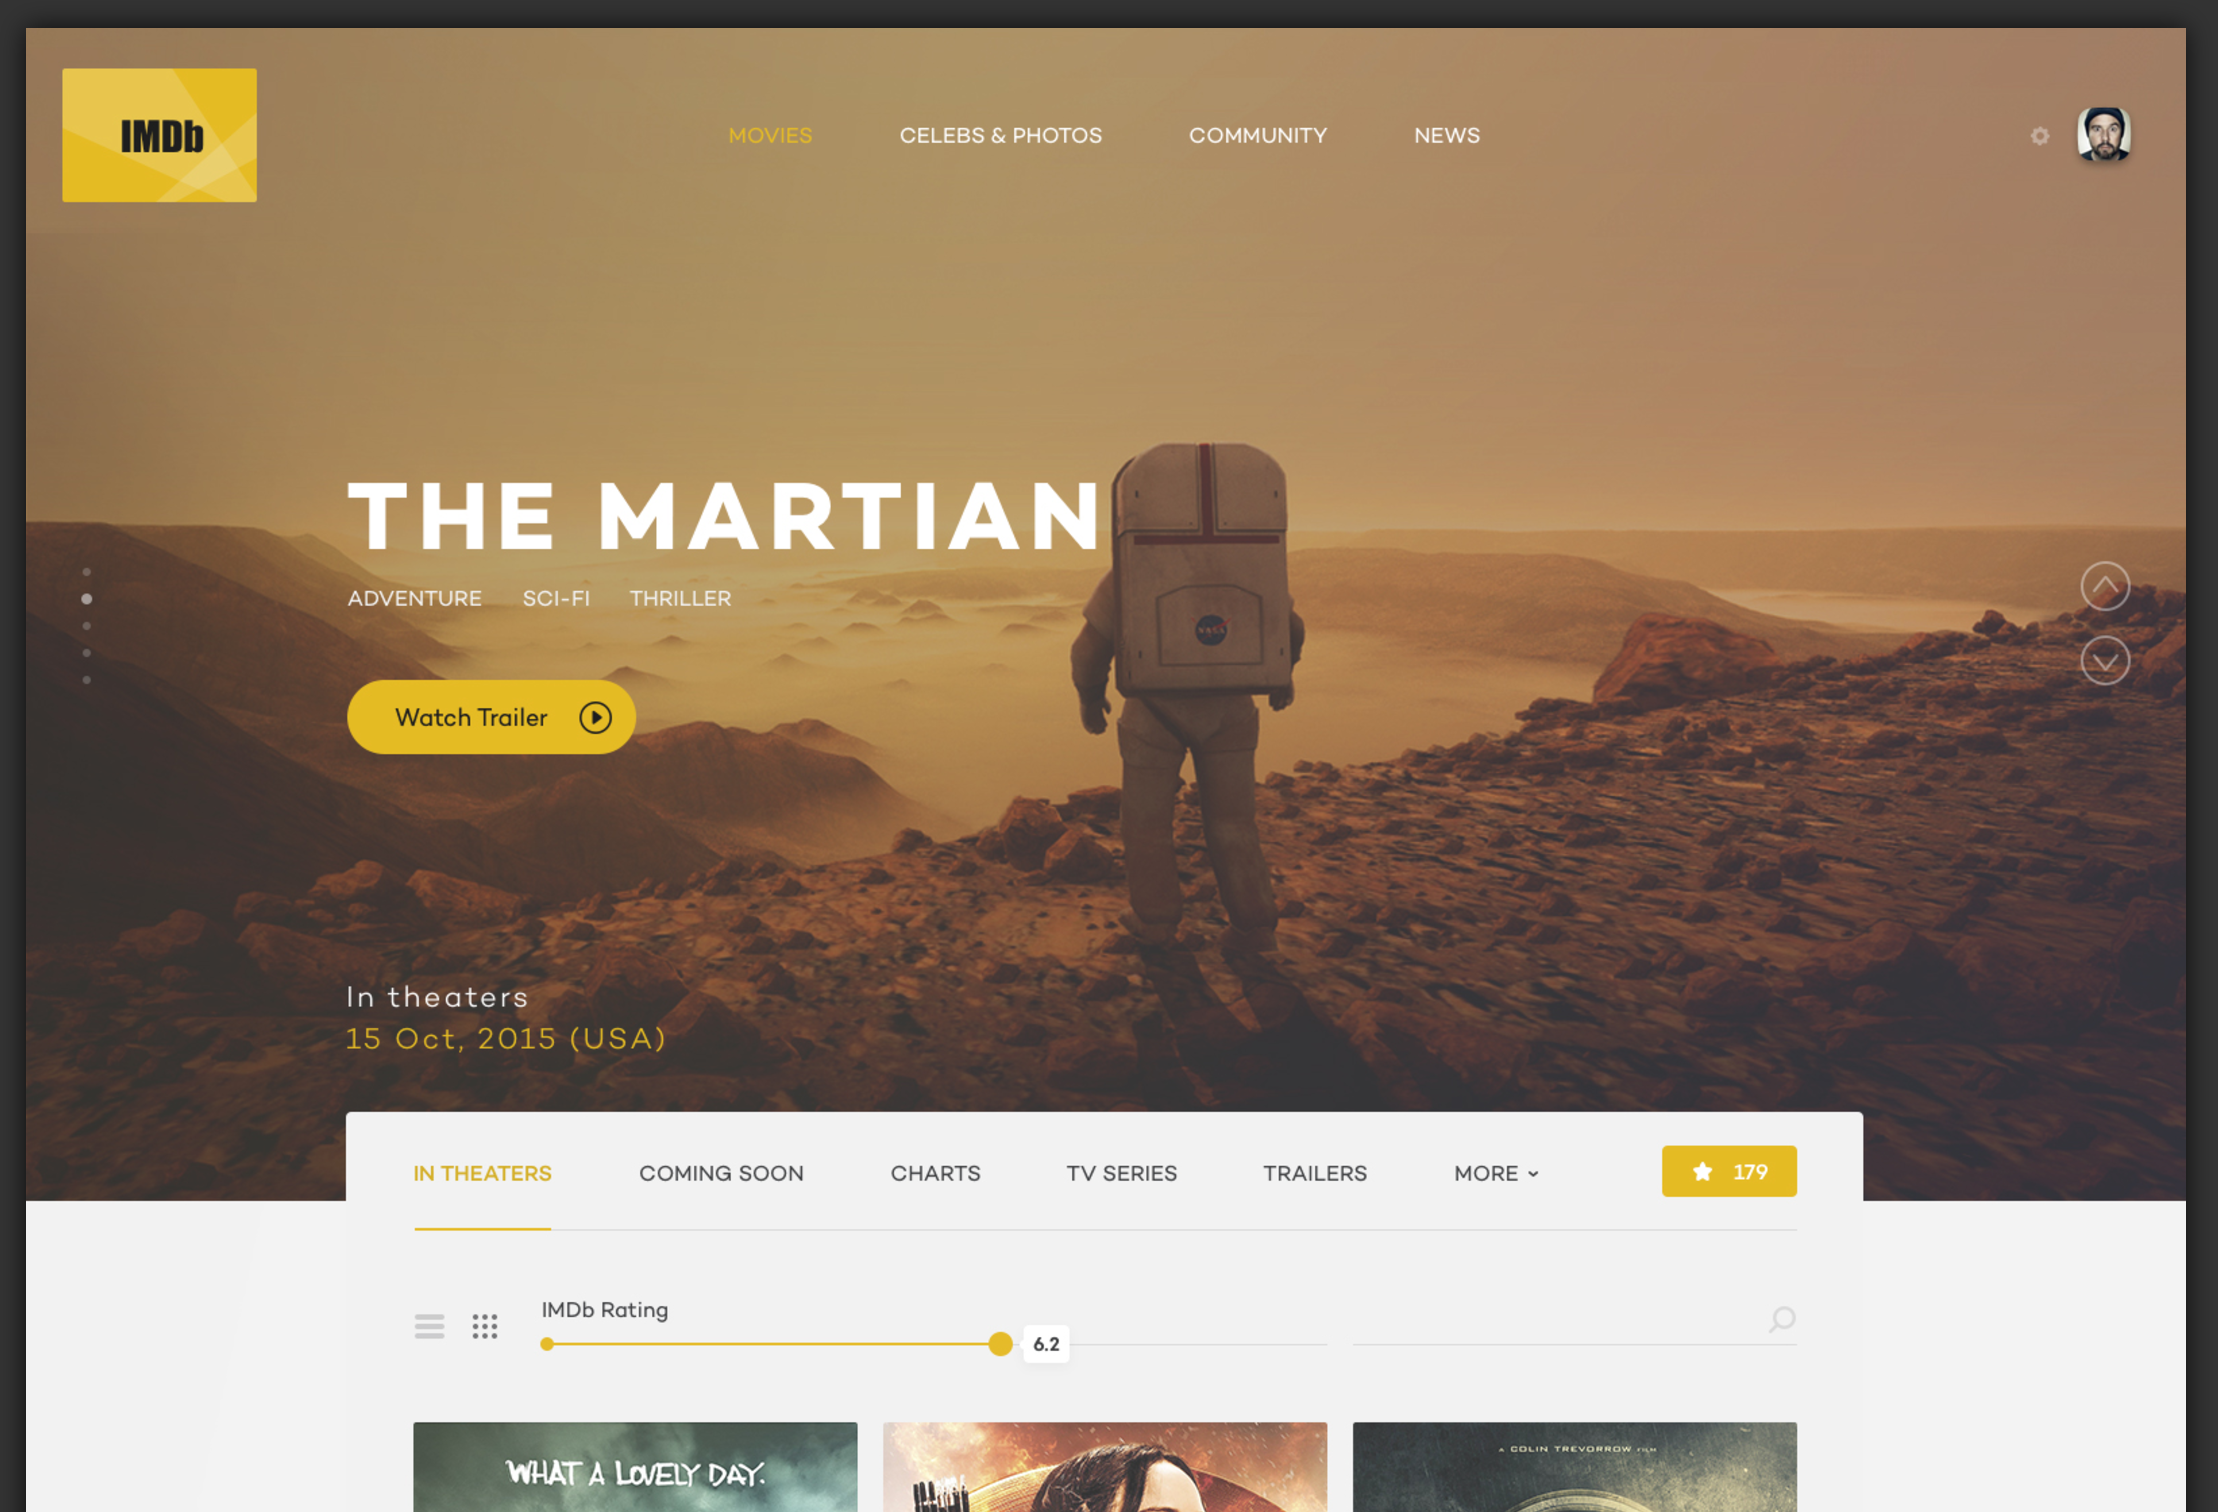 IMDb
MOVIES CELEBS & PHOTOS COMMUNITY NEWS
THE MARTIAN
NASA
ADVENTURE SCI-FI THRILLER
Watch Trailer
In theaters
15 Oct, 2015 (USA)
IN THEATERS COMING SOON CHARTS TV SERIES TRAILERS MORE 179
IMDb Rating
6.2
WHAT A LOVELY DAY.
A COLIN TREVORROW FILM